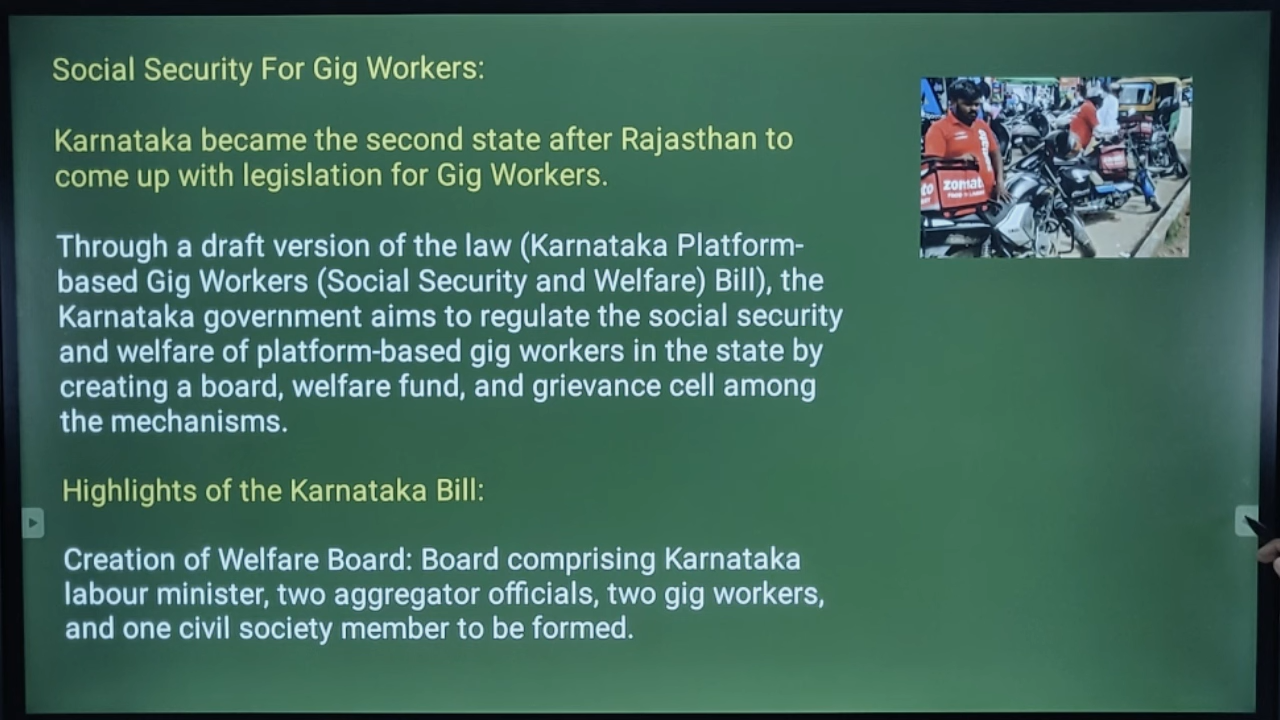 Social Security For Gig Workers:
Karnataka became the second state after Rajasthan to
come up with legislation for Gig Workers.
Through a draft version of the law (Karnataka Platform-
based Gig Workers (Social Security and Welfare) Bill), the
Karnataka government aims to regulate the social security
and welfare of platform-based gig workers in the state by
creating a board, welfare fund, and grievance cell among
the mechanisms.
Highlights of the Karnataka Bill:
Creation of Welfare Board: Board comprising Karnataka
labour minister, two aggregator officials, two gig workers,
and one civil society member to be formed.
zomato